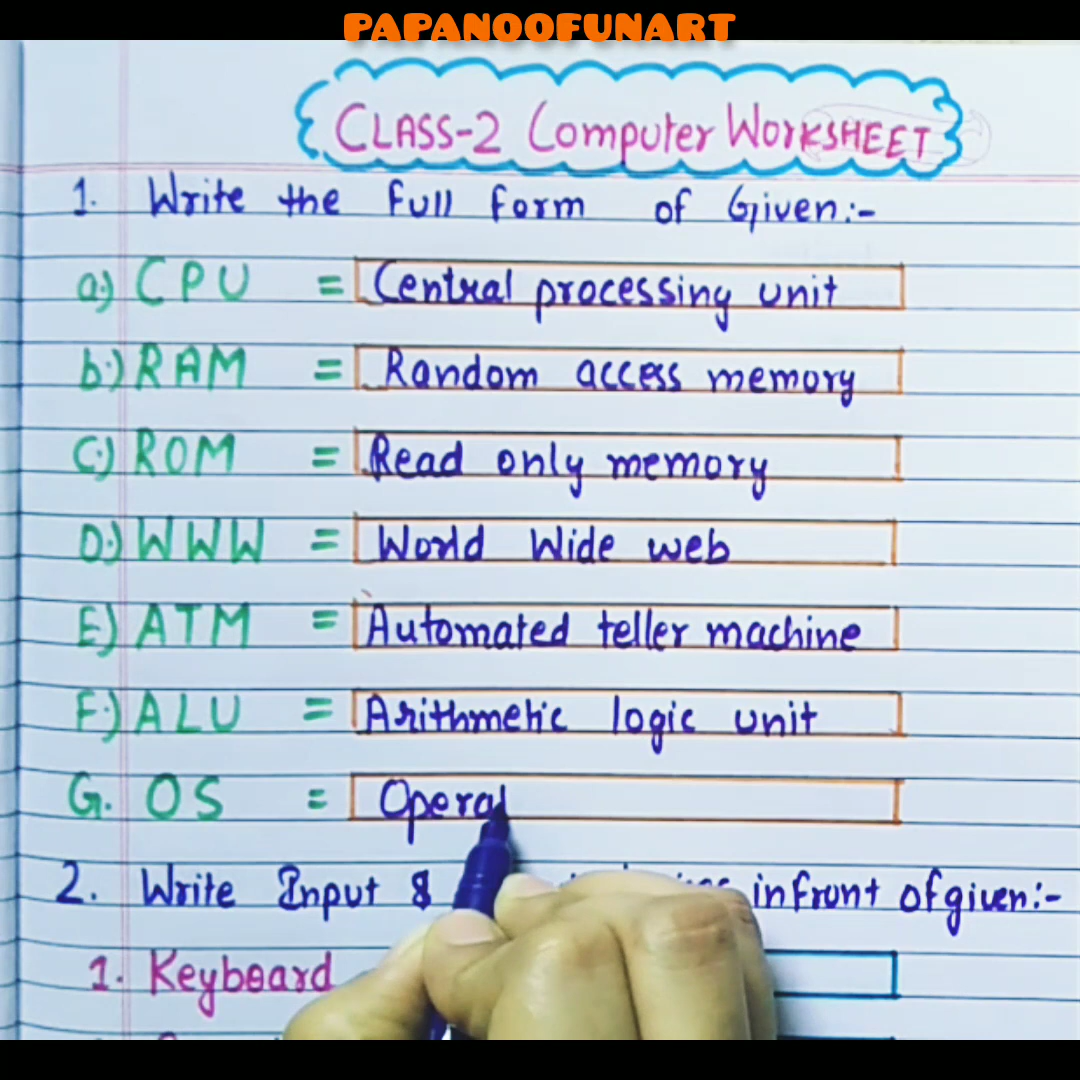 PAPANOOFUNART
CLASS-2 Computer WORKSHEET
1. Write the Full Form of Given:-
a.) CPU = Central processing unit
b.) RAM = Random access memory
C.) ROM = Read only memory
D.) WWW = World Wide web
E.) ATM = Automated teller machine
F.) ALU = Arithmetic logic unit
G. OS = Opera
2. Write Input & infront of given:-
1. Keyboard